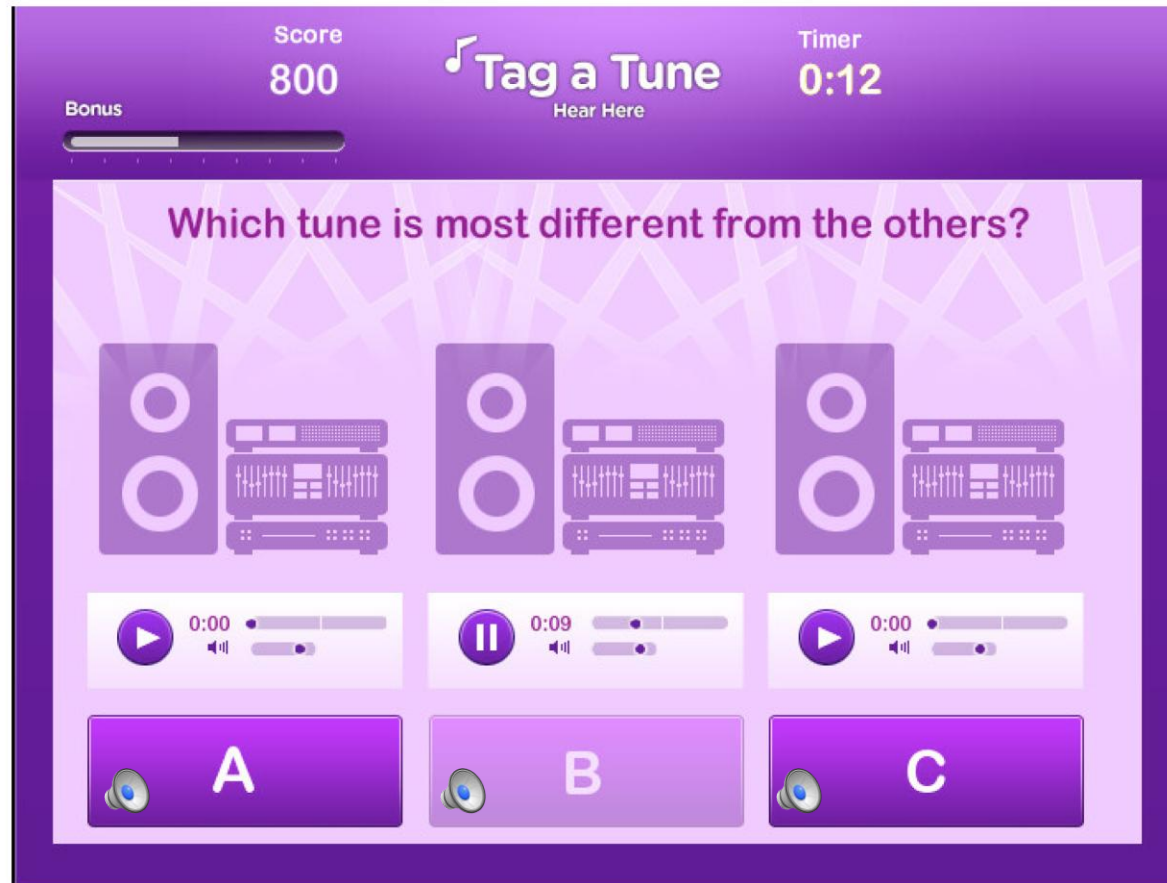 Score
800
Bonus
Tag a Tune
Hear Here
Timer
0:12
Which tune is most different from the others?
0:00
0:09
0:00
A
B
C